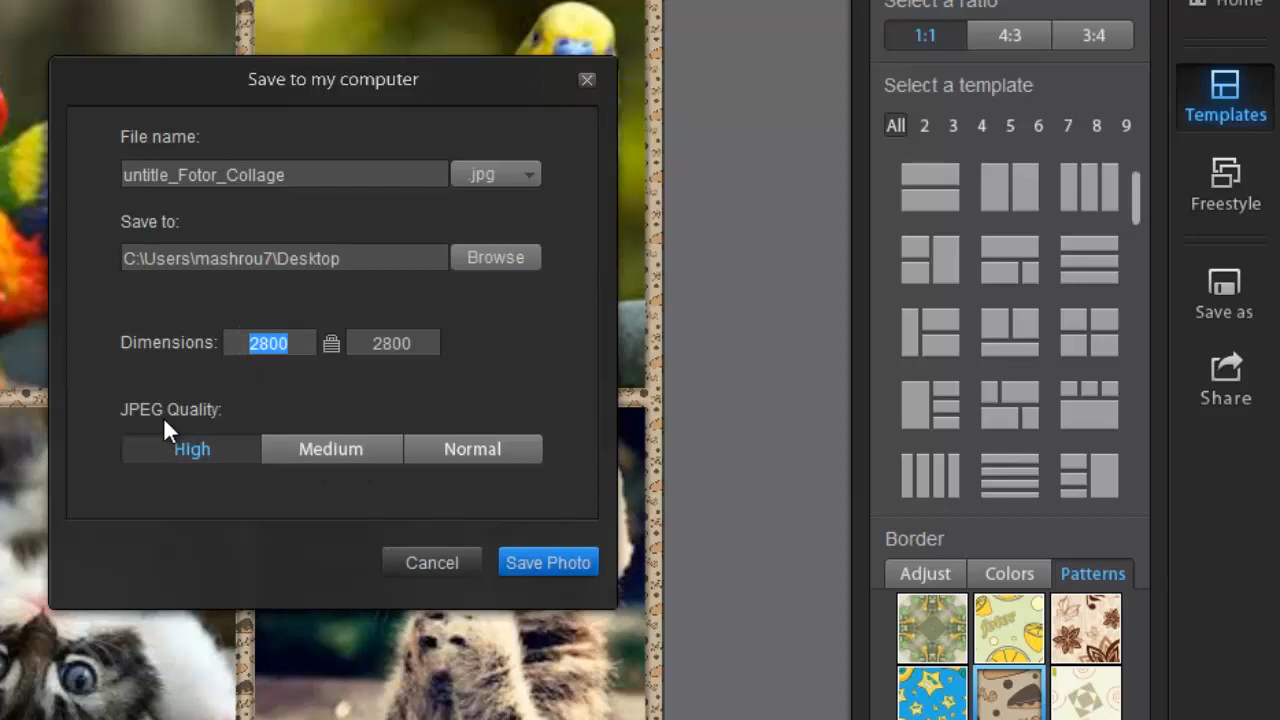 Save to my computer
File name:
untitle_Fotor_Collage
.jpg
Save to:
C:\Users\mashrou7\Desktop
Browse
Dimensions:
2800
2800
JPEG Quality:
High
Medium
Normal
Cancel
Save Photo
Select a ratio
1:1
4:3
3:4
Select a template
All 2 3 4 5 6 7 8 9
Border
Adjust
Colors
Patterns
fotor
Home
Templates
Freestyle
Save as
Share